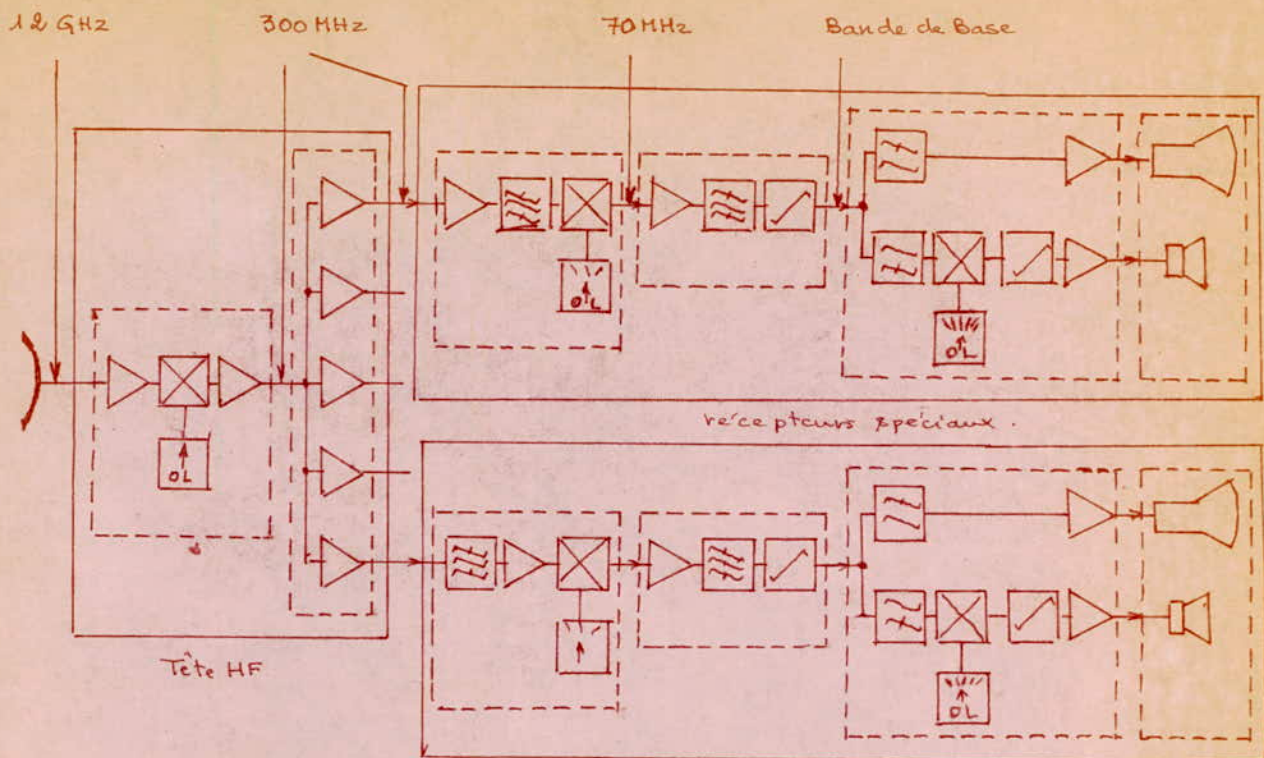 12 GHz
300 MHz
70 MHz
Bande de Base
OL
OL
OL
récepteurs spéciaux.
Tête HF
OL